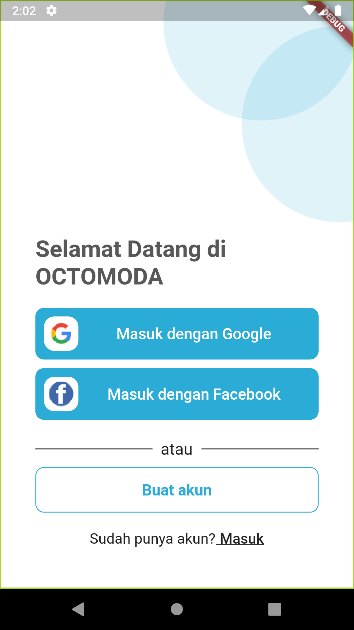 2:02
DEBUG
Selamat Datang di
OCTOMODA
Masuk dengan Google
Masuk dengan Facebook
atau
Buat akun
Sudah punya akun? Masuk